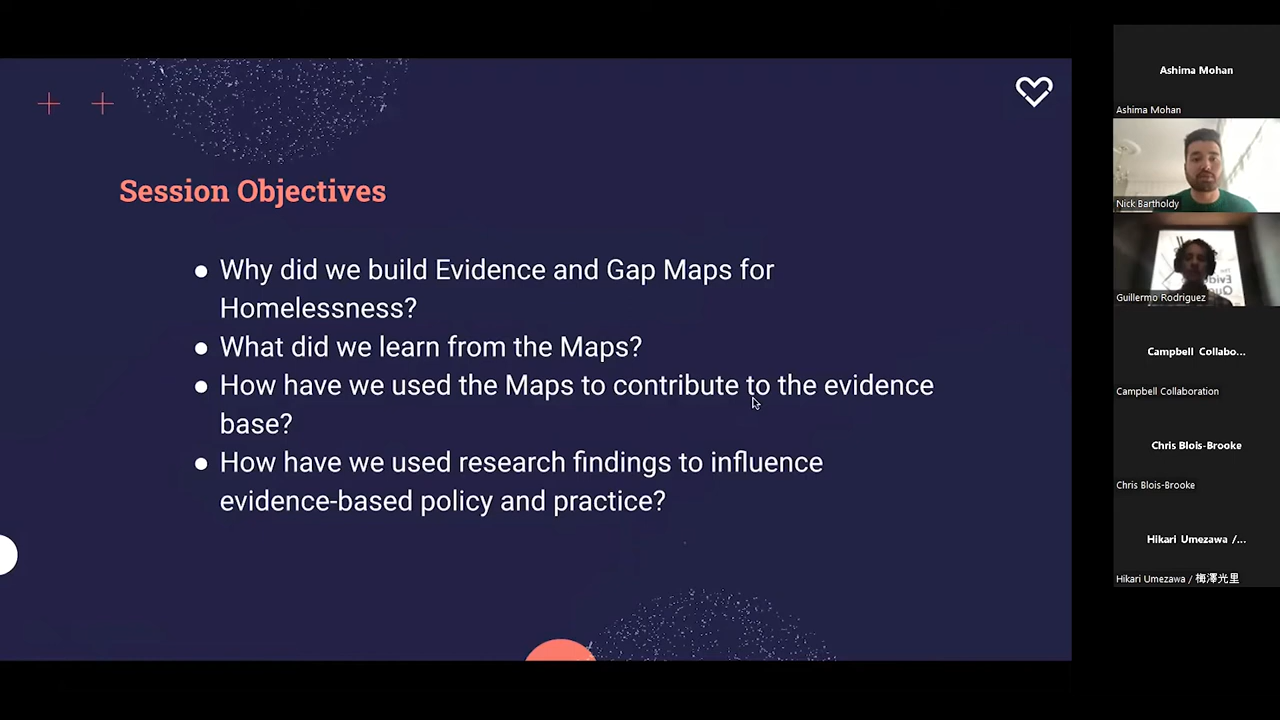 Session Objectives
● Why did we build Evidence and Gap Maps for
Homelessness?
● What did we learn from the Maps?
● How have we used the Maps to contribute to the evidence
base?
● How have we used research findings to influence
evidence-based policy and practice?
Ashima Mohan
Ashima Mohan
Nick Bartholdy
Guillermo Rodriguez
Campbell Collabo...
Campbell Collaboration
Chris Blois-Brooke
Chris Blois-Brooke
Hikari Umezawa /...
Hikari Umezawa / 梅澤光里